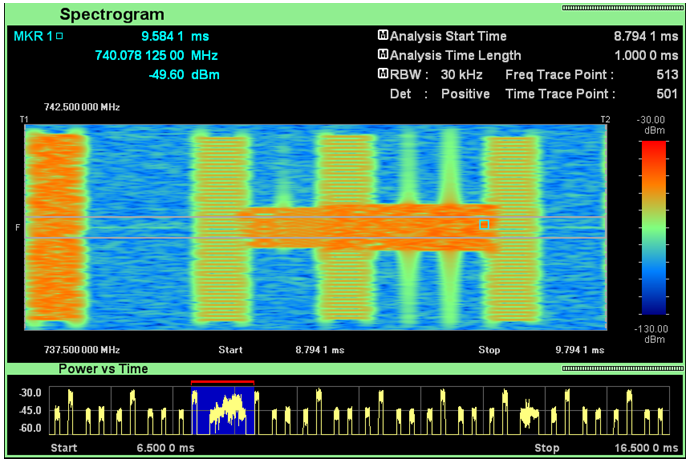 Spectrogram
MKR 1 9.584 1 ms
740.078 125 00 MHz
-49.60 dBm
M Analysis Start Time 8.794 1 ms
M Analysis Time Length 1.000 0 ms
M RBW : 30 kHz Freq Trace Point : 513
Det : Positive Time Trace Point : 501
742.500 000 MHz
T1 T2
-30.00
dBm
F
-130.00
dBm
737.500 000 MHz Start 8.794 1 ms Stop 9.794 1 ms
Power vs Time
-30.0
-45.0
-60.0
Start 6.500 0 ms Stop 16.500 0 ms